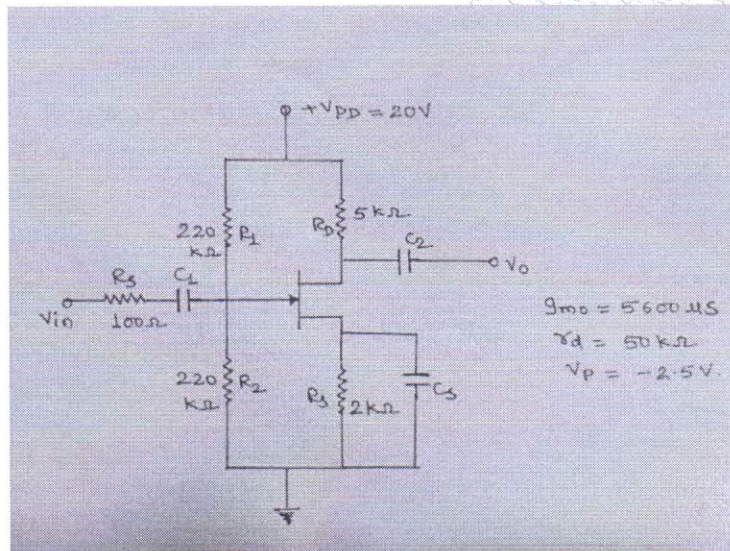 +VDD = 20V
5kΩ
RD
220
kΩ
R1
C2
Vo
Rs
C1
Vin
100Ω
gmo = 5600 µS
rd = 50kΩ
Vp = -2.5V.
220
kΩ
R2
Rs
2kΩ
Cs